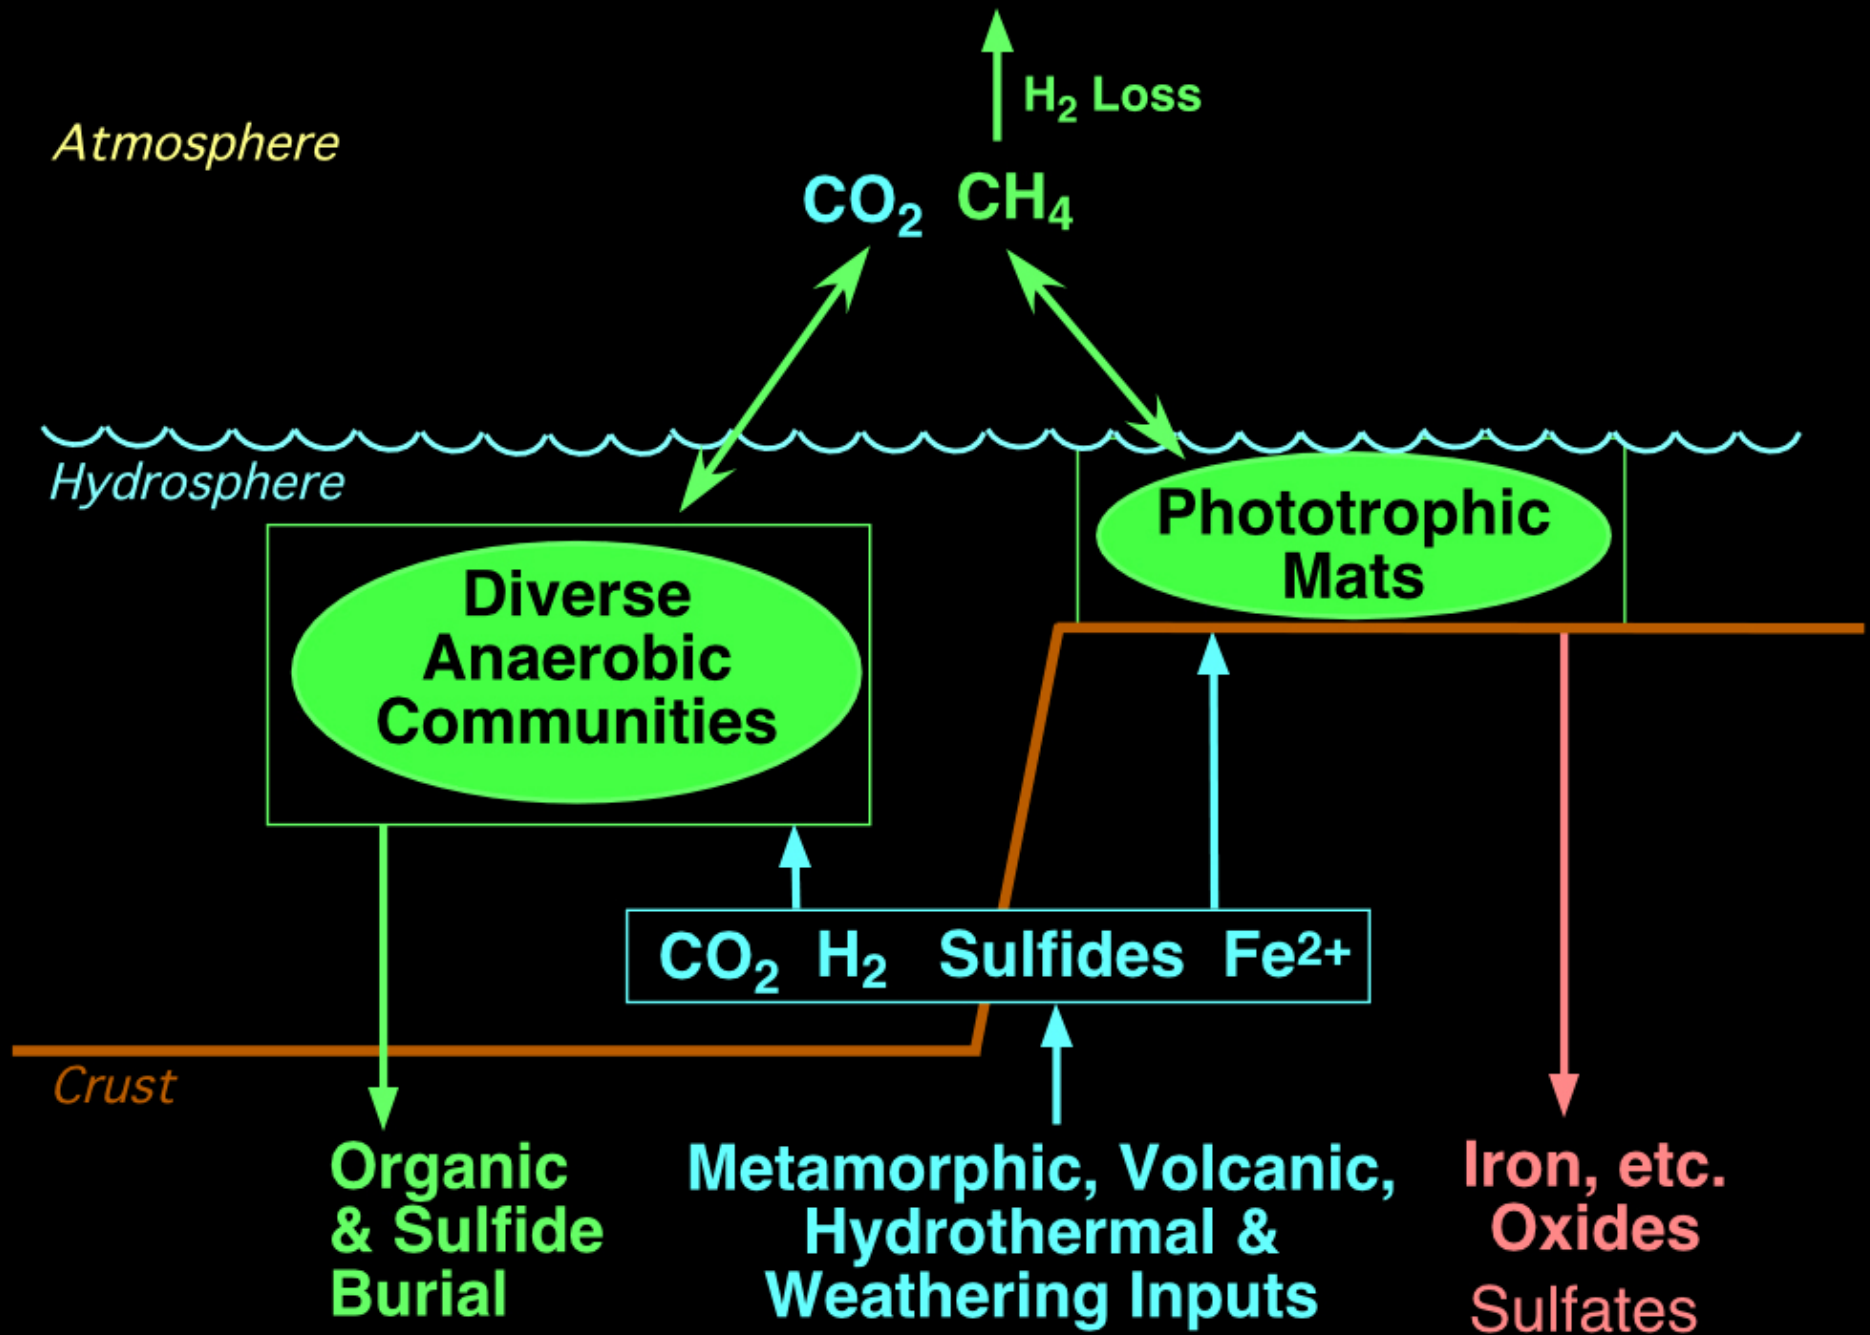 H₂ Loss
Atmosphere
CO₂ CH₄
Hydrosphere
Phototrophic
Mats
Diverse
Anaerobic
Communities
CO₂ H₂ Sulfides Fe²⁺
Crust
Organic
& Sulfide
Burial
Metamorphic, Volcanic,
Hydrothermal &
Weathering Inputs
Iron, etc.
Oxides
Sulfates